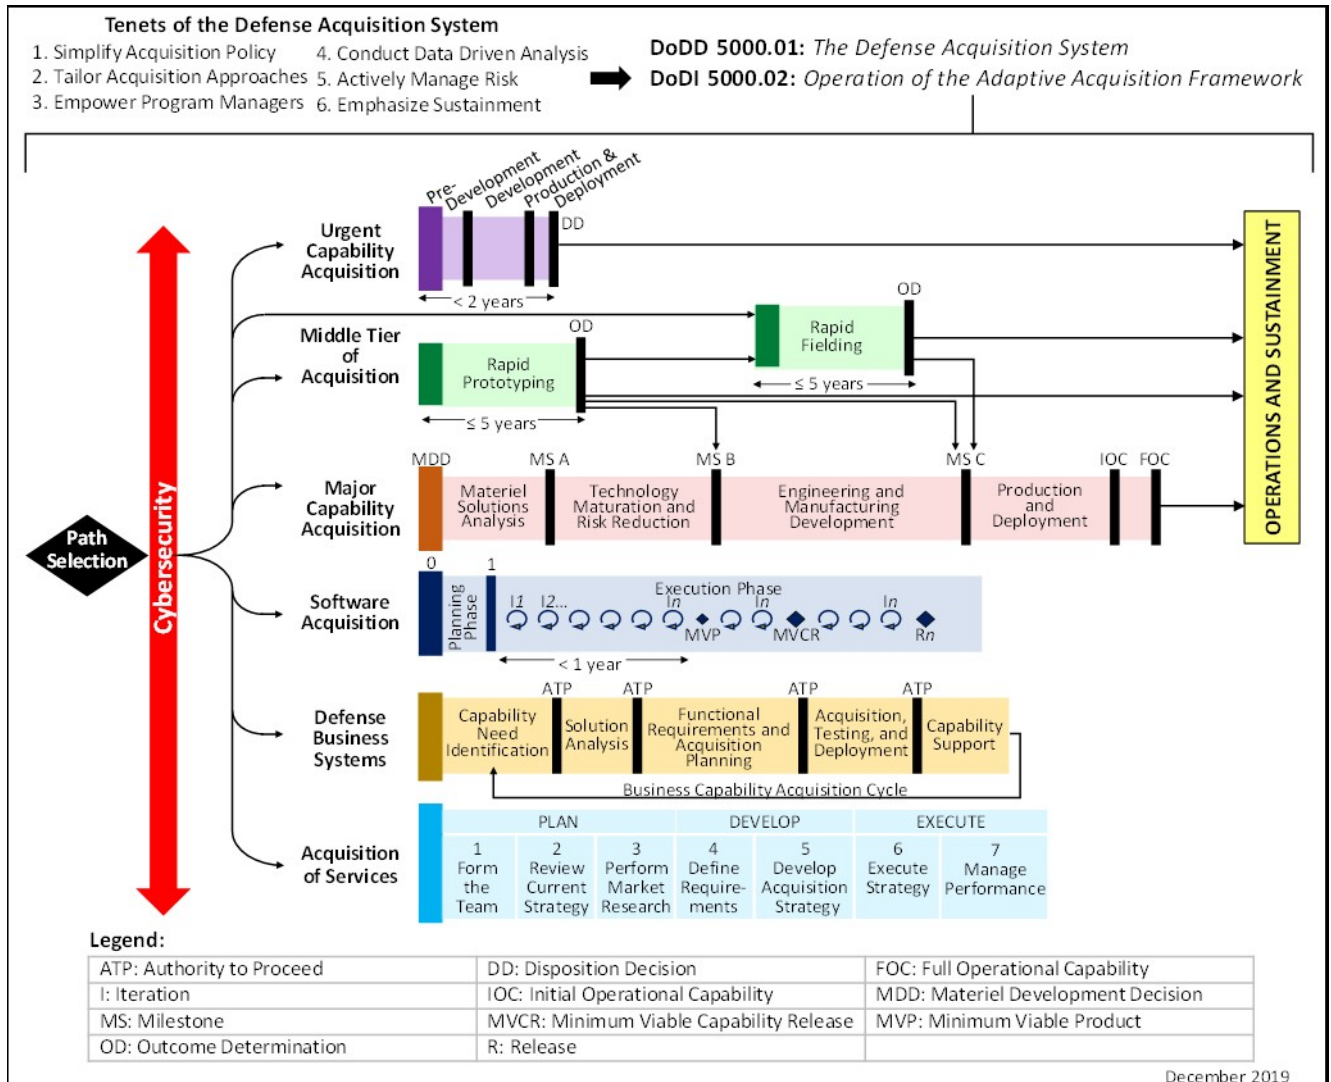 Tenets of the Defense Acquisition System
1. Simplify Acquisition Policy
2. Tailor Acquisition Approaches
3. Empower Program Managers
4. Conduct Data Driven Analysis
5. Actively Manage Risk
6. Emphasize Sustainment
DoDD 5000.01: The Defense Acquisition System
DoDI 5000.02: Operation of the Adaptive Acquisition Framework
Path
Selection
Cybersecurity
Urgent
Capability
Acquisition
Pre-
Development
Development
Production &
Deployment
DD
< 2 years
Middle Tier
of
Acquisition
Rapid
Prototyping
OD
≤ 5 years
Rapid
Fielding
OD
≤ 5 years
Major
Capability
Acquisition
MDD
MS A
MS B
MS C
IOC
FOC
Materiel
Solutions
Analysis
Technology
Maturation and
Risk Reduction
Engineering and
Manufacturing
Development
Production
and
Deployment
OPERATIONS AND SUSTAINMENT
Software
Acquisition
0
1
Planning
Phase
Execution Phase
I1
I2...
In
In
In
MVP
MVCR
Rn
< 1 year
Defense
Business
Systems
ATP
ATP
ATP
ATP
Capability
Need
Identification
Solution
Analysis
Functional
Requirements and
Acquisition
Planning
Acquisition,
Testing, and
Deployment
Capability
Support
Business Capability Acquisition Cycle
Acquisition
of Services
PLAN
DEVELOP
EXECUTE
1
Form
the
Team
2
Review
Current
Strategy
3
Perform
Market
Research
4
Define
Require-
ments
5
Develop
Acquisition
Strategy
6
Execute
Strategy
7
Manage
Performance
Legend:
ATP: Authority to Proceed
DD: Disposition Decision
FOC: Full Operational Capability
I: Iteration
IOC: Initial Operational Capability
MDD: Materiel Development Decision
MS: Milestone
MVCR: Minimum Viable Capability Release
MVP: Minimum Viable Product
OD: Outcome Determination
R: Release
December 2019